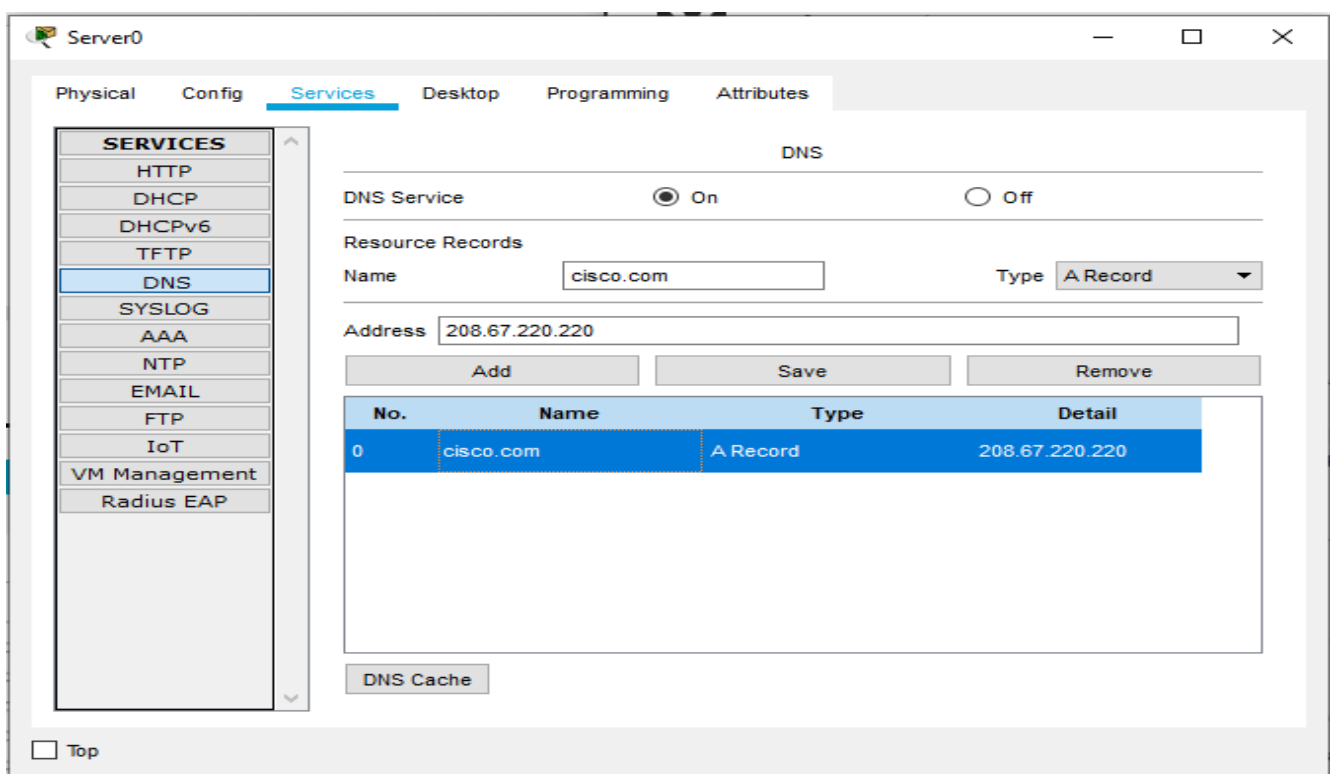 Server0
Physical Config Services Desktop Programming Attributes
SERVICES
HTTP
DHCP
DHCPv6
TFTP
DNS
SYSLOG
AAA
NTP
EMAIL
FTP
IoT
VM Management
Radius EAP
DNS
DNS Service On Off
Resource Records
Name cisco.com Type A Record
Address 208.67.220.220
Add Save Remove
No. Name Type Detail
0 cisco.com A Record 208.67.220.220
DNS Cache
Top